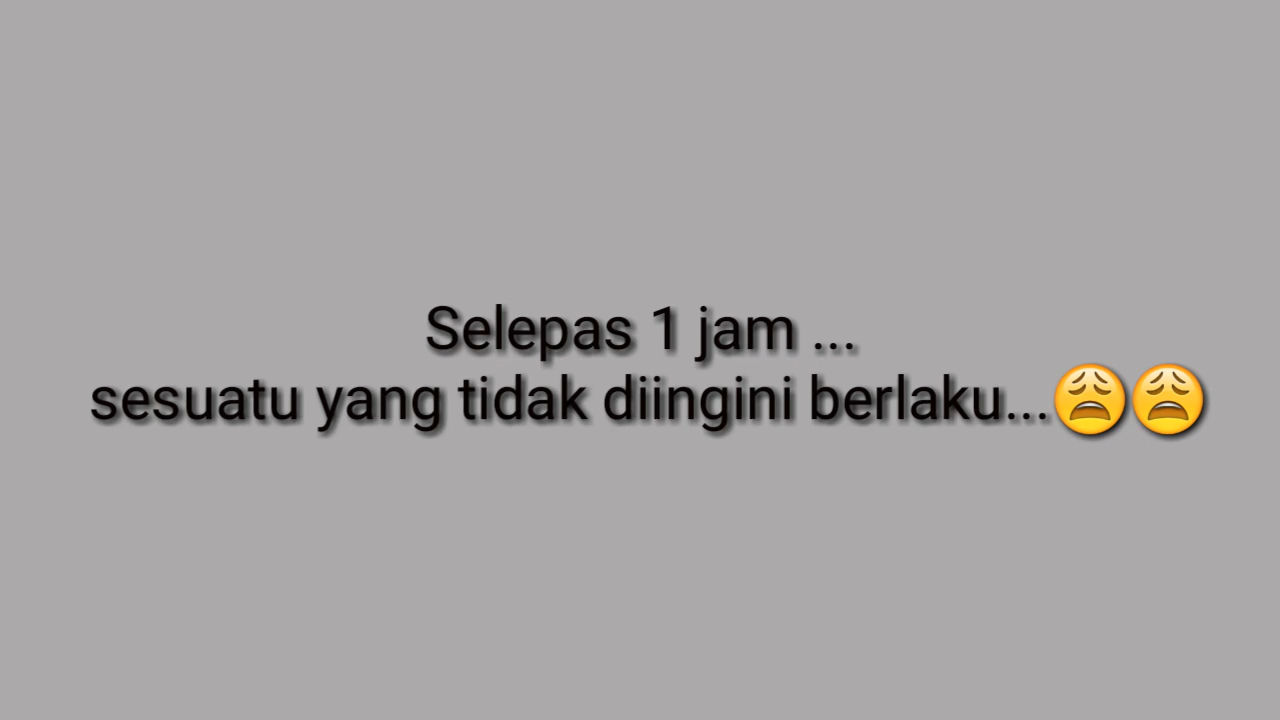 Selepas 1 jam ...
sesuatu yang tidak diingini berlaku...😩😩